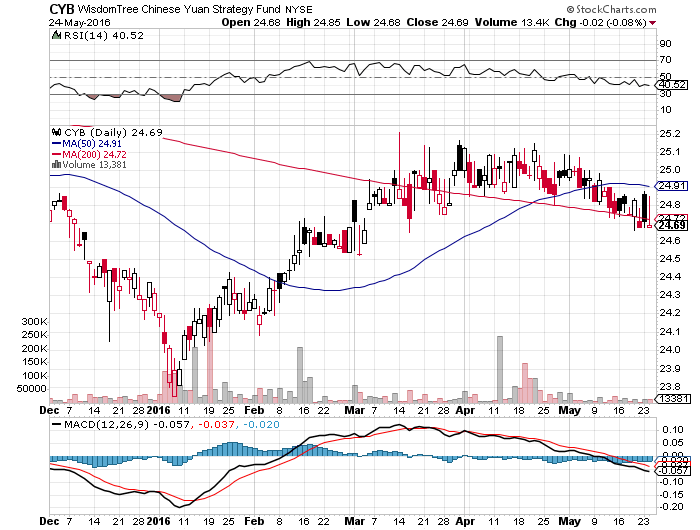 CYB WisdomTree Chinese Yuan Strategy Fund NYSE © StockCharts.com
24-May-2016 Open 24.68 High 24.85 Low 24.68 Close 24.69 Volume 13.4K Chg -0.02 (-0.08%)
RSI(14) 40.52
90
70
50
40.52
30
10
CYB (Daily) 24.69
MA(50) 24.91
MA(200) 24.72
Volume 13,381
25.2
25.1
25.0
24.91
24.8
24.72
24.69
24.6
24.5
24.4
24.3
24.2
24.1
24.0
23.9
23.8
13381
300K
250K
200K
150K
100K
50000
Dec 7 14 21 28 2016 11 19 25 Feb 8 16 22 Mar 7 14 21 28 Apr 11 18 25 May 9 16 23
MACD(12,26,9) -0.057, -0.037, -0.020
0.10
0.05
0.00
-0.020
-0.037
-0.057
-0.10
-0.15
-0.20
Dec 7 14 21 28 2016 11 19 25 Feb 8 16 22 Mar 7 14 21 28 Apr 11 18 25 May 9 16 23